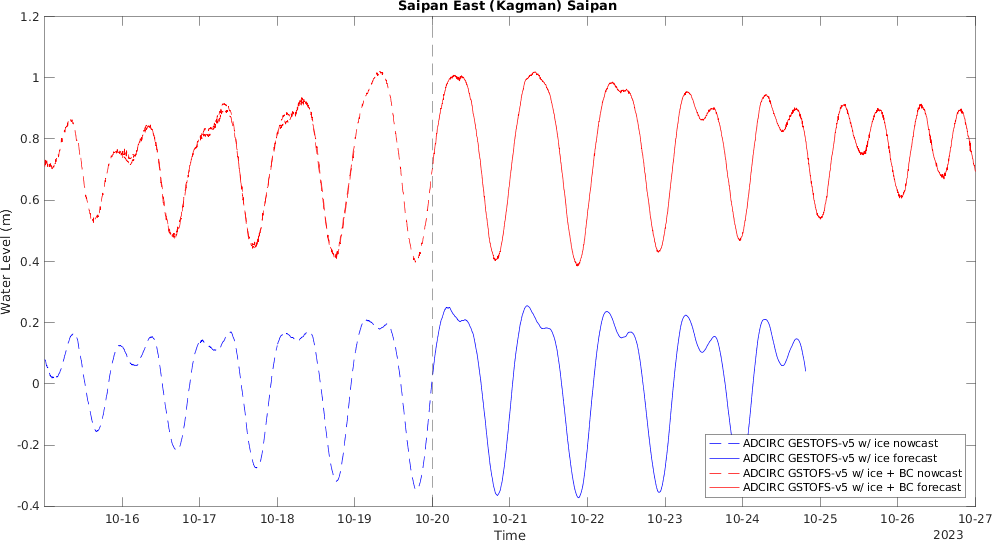 Saipan East (Kagman) Saipan
1.2
1
0.8
0.6
0.4
0.2
0
-0.2
-0.4
Water Level (m)
ADCIRC GESTOFS-v5 w/ ice nowcast
ADCIRC GESTOFS-v5 w/ ice forecast
ADCIRC GSTOFS-v5 w/ ice + BC nowcast
ADCIRC GSTOFS-v5 w/ ice + BC forecast
10-16 10-17 10-18 10-19 10-20 10-21 10-22 10-23 10-24 10-25 10-26 10-27
Time
2023